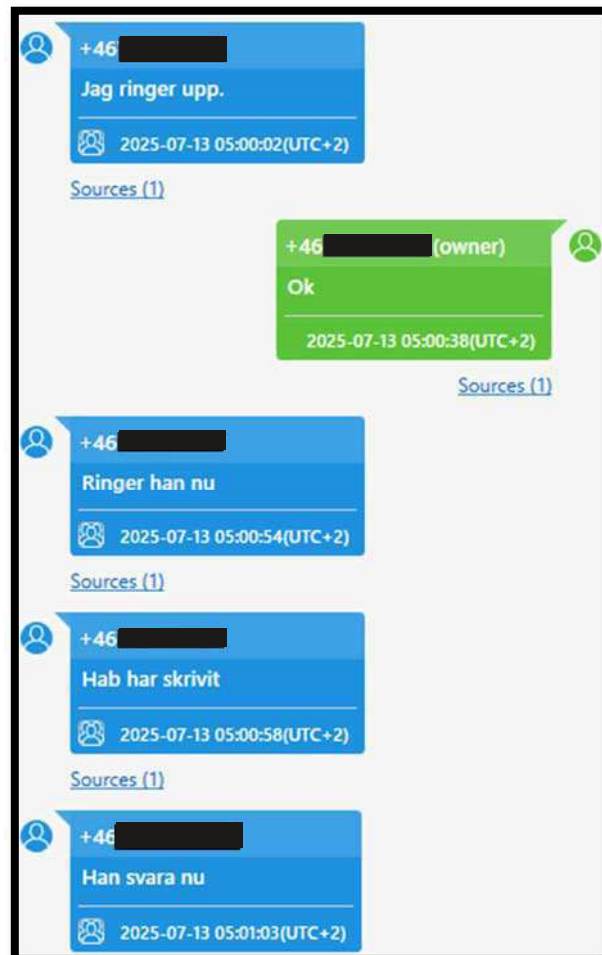 +46
Jag ringer upp.
2025-07-13 05:00:02(UTC+2)
Sources (1)
+46 (owner)
Ok
2025-07-13 05:00:38(UTC+2)
Sources (1)
+46
Ringer han nu
2025-07-13 05:00:54(UTC+2)
Sources (1)
+46
Hab har skrivit
2025-07-13 05:00:58(UTC+2)
Sources (1)
+46
Han svara nu
2025-07-13 05:01:03(UTC+2)